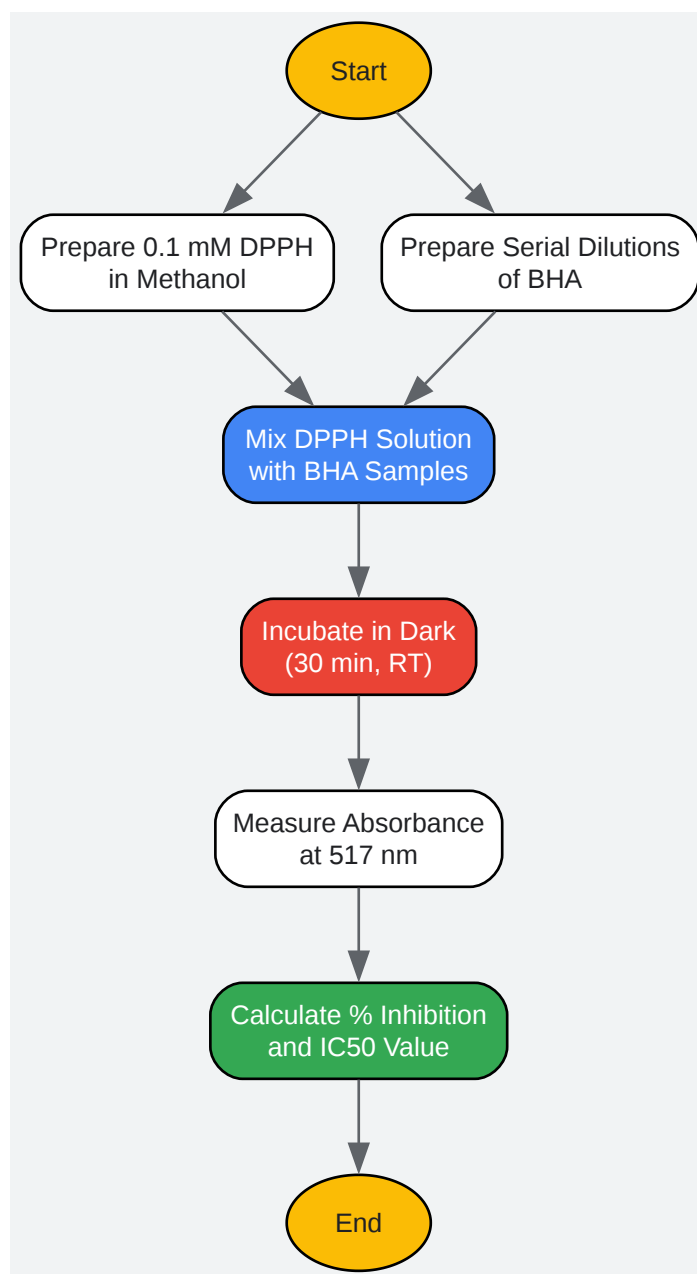 Start
Prepare 0.1 mM DPPH
in Methanol
Prepare Serial Dilutions
of BHA
Mix DPPH Solution
with BHA Samples
Incubate in Dark
(30 min, RT)
Measure Absorbance
at 517 nm
Calculate % Inhibition
and IC50 Value
End